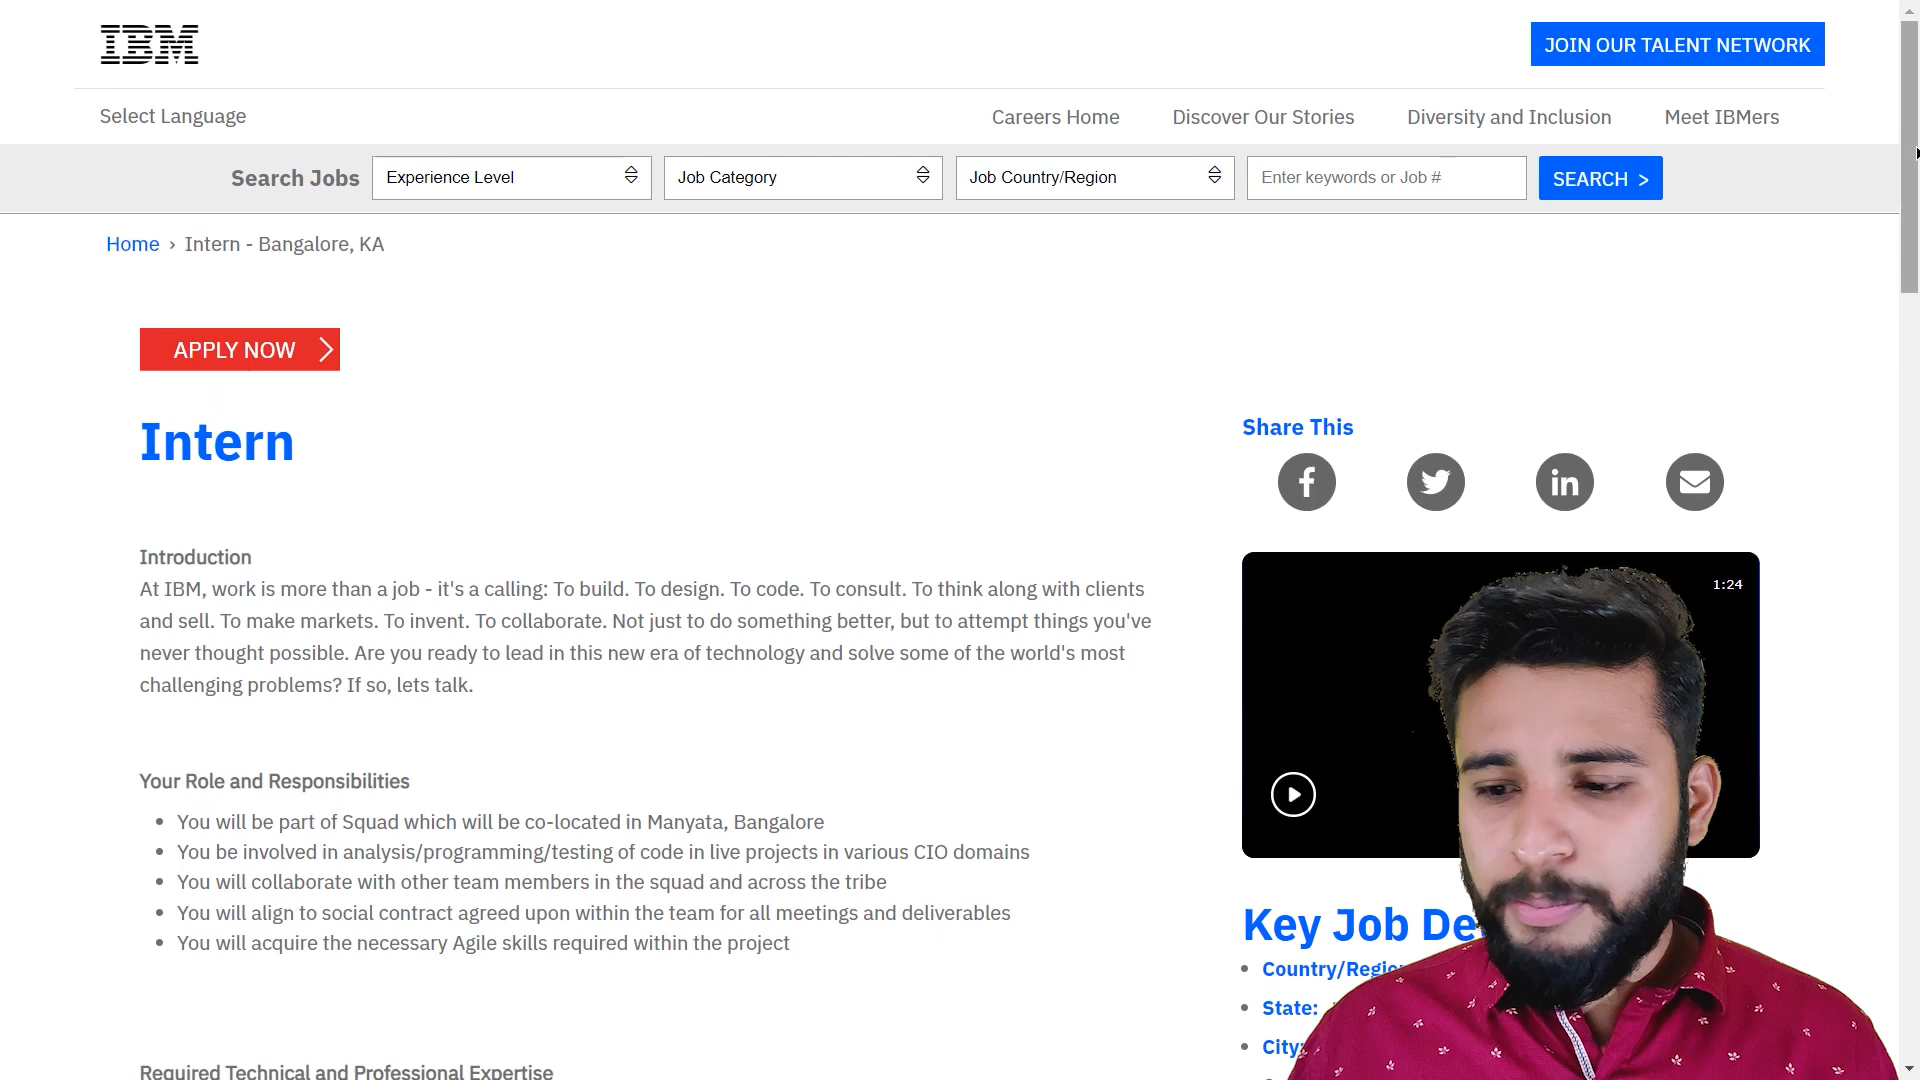 IBM
JOIN OUR TALENT NETWORK
Select Language
Careers Home
Discover Our Stories
Diversity and Inclusion
Meet IBMers
Search Jobs
Experience Level
Job Category
Job Country/Region
Enter keywords or Job #
SEARCH >
Home › Intern - Bangalore, KA
APPLY NOW
Intern
Introduction
At IBM, work is more than a job - it's a calling: To build. To design. To code. To consult. To think along with clients
and sell. To make markets. To invent. To collaborate. Not just to do something better, but to attempt things you've
never thought possible. Are you ready to lead in this new era of technology and solve some of the world's most
challenging problems? If so, lets talk.
Your Role and Responsibilities
• You will be part of Squad which will be co-located in Manyata, Bangalore
• You be involved in analysis/programming/testing of code in live projects in various CIO domains
• You will collaborate with other team members in the squad and across the tribe
• You will align to social contract agreed upon within the team for all meetings and deliverables
• You will acquire the necessary Agile skills required within the project
Required Technical and Professional Expertise
Share This
1:24
Key Job
• State:
• City: